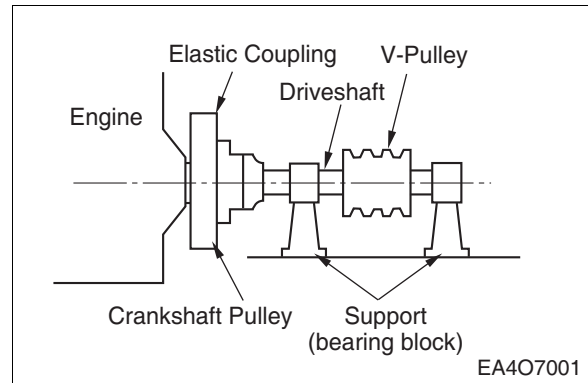 Elastic Coupling
V-Pulley
Driveshaft
Engine
Crankshaft Pulley
Support
(bearing block)
EA4O7001